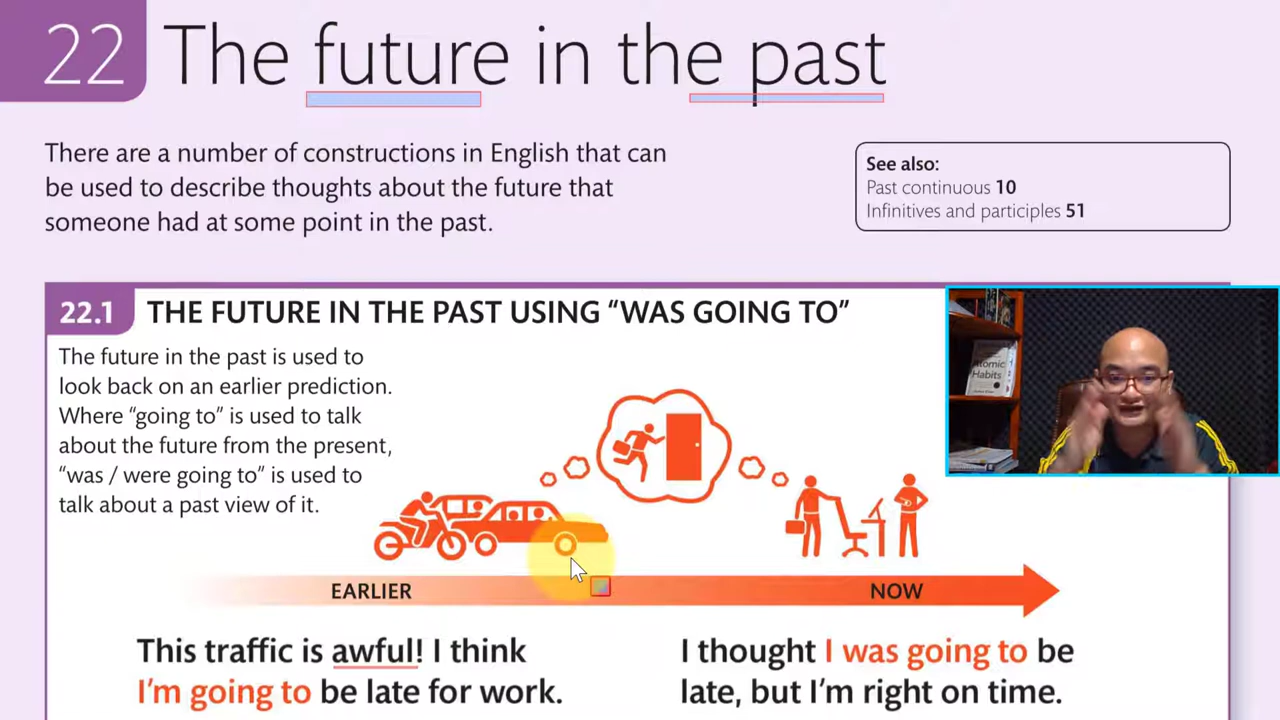 22 The future in the past
There are a number of constructions in English that can
be used to describe thoughts about the future that
someone had at some point in the past.
See also:
Past continuous 10
Infinitives and participles 51
22.1 THE FUTURE IN THE PAST USING “WAS GOING TO”
The future in the past is used to
look back on an earlier prediction.
Where “going to” is used to talk
about the future from the present,
“was / were going to” is used to
talk about a past view of it.
Atomic
Habits
EARLIER
NOW
This traffic is awful! I think
I’m going to be late for work.
I thought I was going to be
late, but I’m right on time.